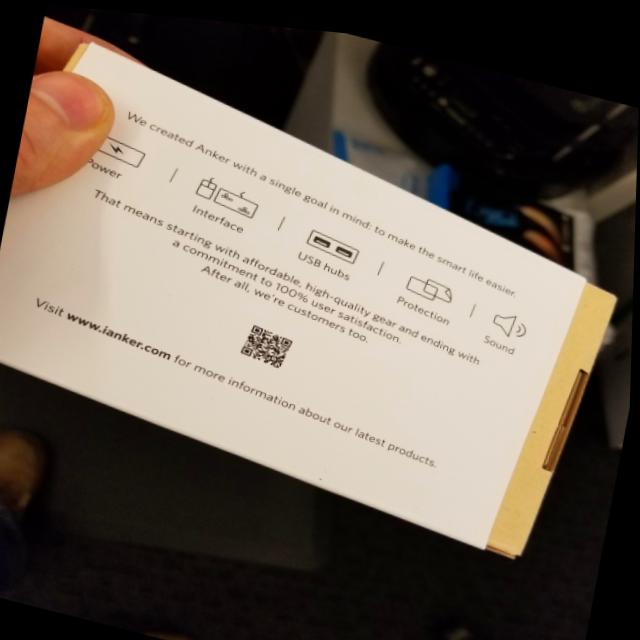 We created Anker with a single goal in mind: to make the smart life easier.
Power
Interface
USB hubs
Protection
Sound
That means starting with affordable, high-quality gear and ending with
a commitment to 100% user satisfaction.
After all, we're customers too.
Visit www.ianker.com for more information about our latest products.